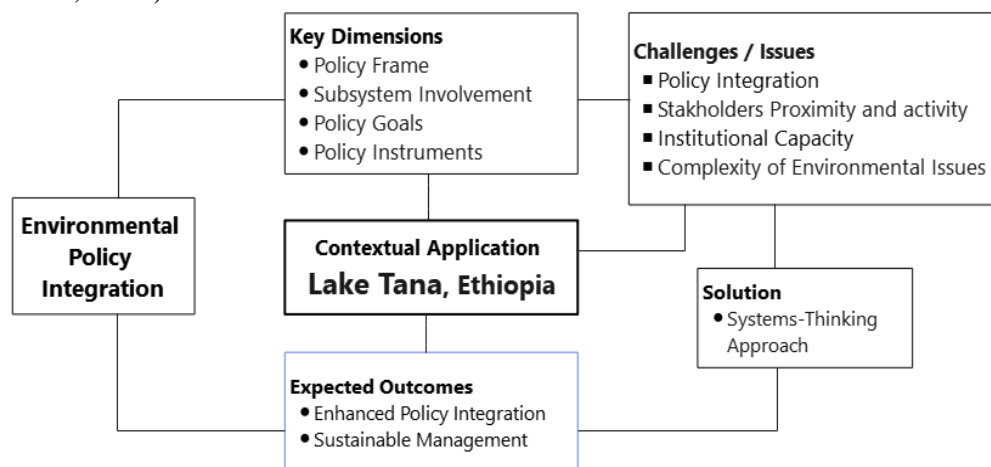 Key Dimensions
• Policy Frame
• Subsystem Involvement
• Policy Goals
• Policy Instruments
Challenges / Issues
▪ Policy Integration
▪ Stakholders Proximity and activity
▪ Institutional Capacity
▪ Complexity of Environmental Issues
Environmental
Policy
Integration
Contextual Application
Lake Tana, Ethiopia
Solution
• Systems-Thinking
Approach
Expected Outcomes
• Enhanced Policy Integration
• Sustainable Management